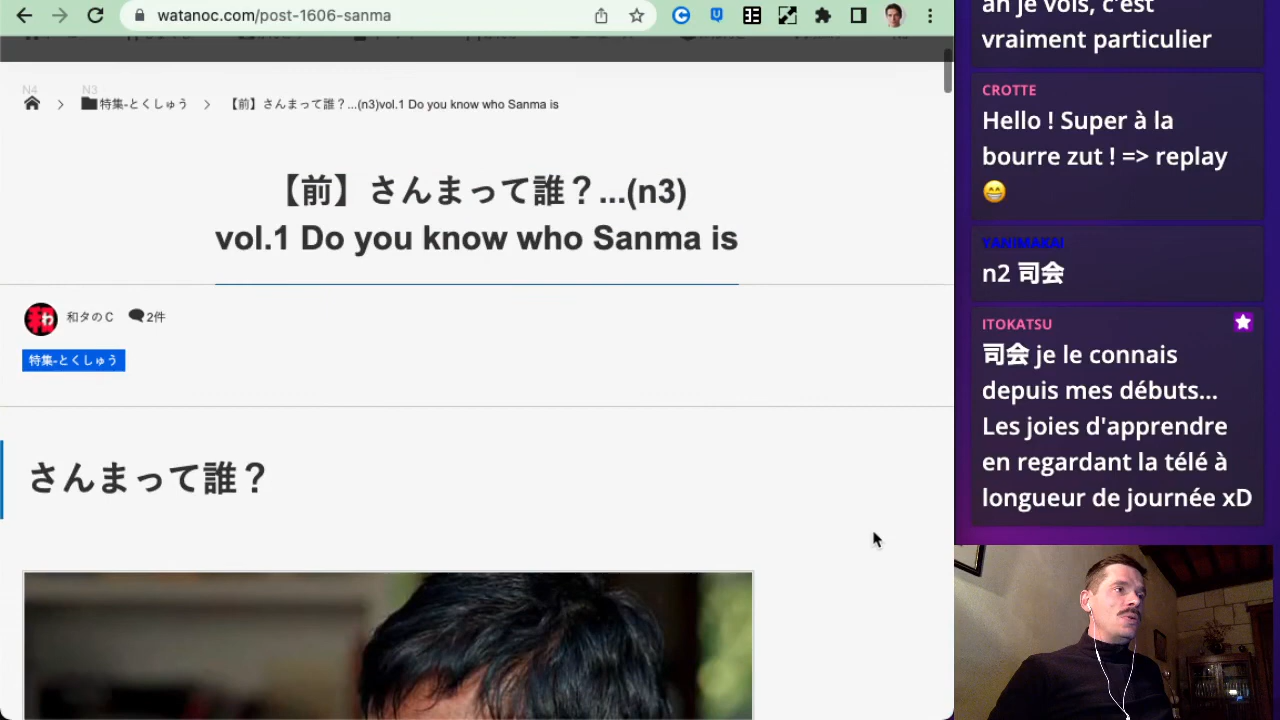 watanoc.com/post-1606-sanma
N4 N3
特集-とくしゅう
【前】さんまって誰？...(n3)vol.1 Do you know who Sanma is
【前】さんまって誰？...(n3)
vol.1 Do you know who Sanma is
和タのＣ
2件
特集-とくしゅう
さんまって誰？
ah je vois, c'est
vraiment particulier
CROTTE
Hello ! Super à la
bourre zut ! => replay
😁
YANIMAKAI
n2 司会
ITOKATSU
司会 je le connais
depuis mes débuts...
Les joies d'apprendre
en regardant la télé à
longueur de journée xD